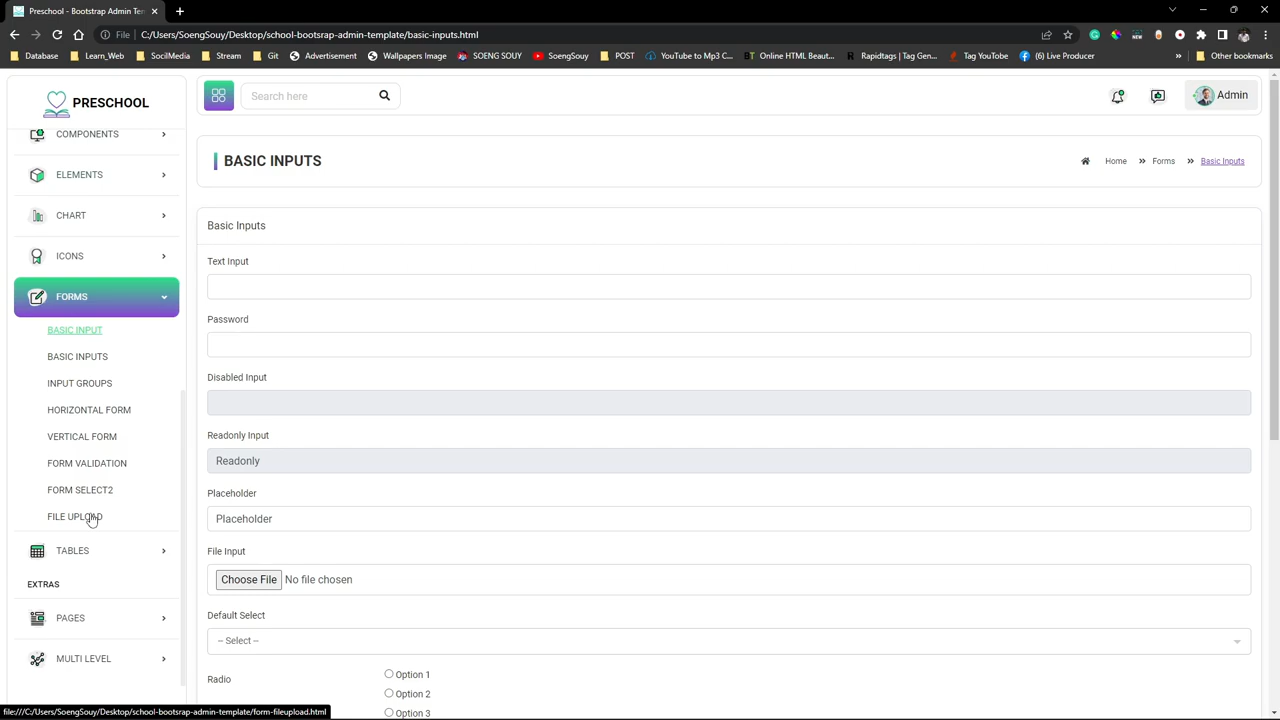 Preschool - Bootstrap Admin Tem
File
C:/Users/SoengSouy/Desktop/school-bootsrap-admin-template/basic-inputs.html
Database
Learn_Web
SocilMedia
Stream
Git
Advertisement
Wallpapers Image
SOENG SOUY
SoengSouy
POST
YouTube to Mp3 C...
BT Online HTML Beaut...
R Rapidtags | Tag Gen...
Tag YouTube
(6) Live Producer
Other bookmarks
PRESCHOOL
Search here
Admin
COMPONENTS
ELEMENTS
CHART
ICONS
FORMS
BASIC INPUT
BASIC INPUTS
INPUT GROUPS
HORIZONTAL FORM
VERTICAL FORM
FORM VALIDATION
FORM SELECT2
FILE UPLOAD
TABLES
EXTRAS
PAGES
MULTI LEVEL
BASIC INPUTS
Home
Forms
Basic Inputs
Basic Inputs
Text Input
Password
Disabled Input
Readonly Input
Readonly
Placeholder
Placeholder
File Input
Choose File No file chosen
Default Select
-- Select --
Radio
Option 1
Option 2
Option 3
file:///C:/Users/SoengSouy/Desktop/school-bootsrap-admin-template/form-fileupload.html